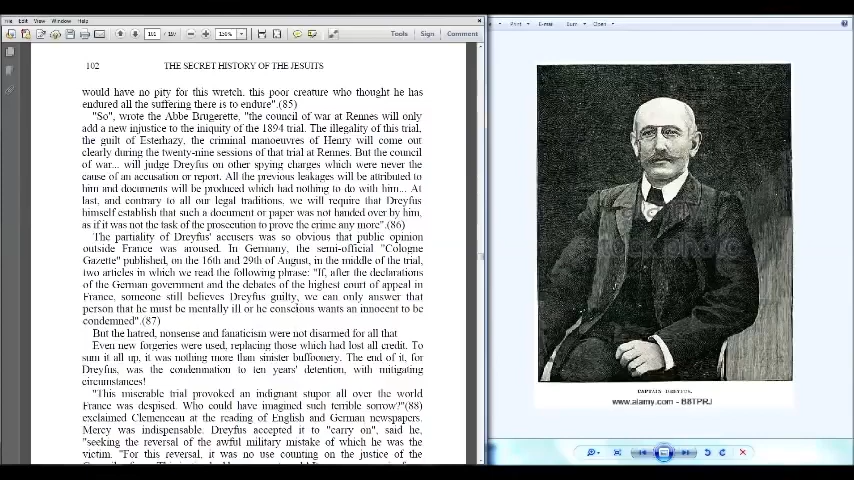 File Edit View Window Help
101 / 197
130%
Tools Sign Comment
Print E-mail Burn Open
102 THE SECRET HISTORY OF THE JESUITS
would have no pity for this wretch, this poor creature who thought he has
endured all the suffering there is to endure".(85)
"So", wrote the Abbe Brugerette, "the council of war at Rennes will only
add a new injustice to the iniquity of the 1894 trial. The illegality of this trial,
the guilt of Esterhazy, the criminal manoeuvres of Henry will come out
clearly during the twenty-nine sessions of that trial at Rennes. But the council
of war... will judge Dreyfus on other spying charges which were never the
cause of an accusation or report. All the previous leakages will be attributed to
him and documents will be produced which had nothing to do with him... At
last, and contrary to all our legal traditions, we will require that Dreyfus
himself establish that such a document or paper was not handed over by him,
as if it was not the task of the prosecution to prove the crime any more".(86)
The partiality of Dreyfus' accusers was so obvious that public opinion
outside France was aroused. In Germany, the semi-official "Cologne
Gazette" published, on the 16th and 29th of August, in the middle of the trial,
two articles in which we read the following phrase: "If, after the declarations
of the German government and the debates of the highest court of appeal in
France, someone still believes Dreyfus guilty, we can only answer that
person that he must be mentally ill or he conscious wants an innocent to be
condemned".(87)
But the hatred, nonsense and fanaticism were not disarmed for all that
Even new forgeries were used, replacing those which had lost all credit. To
sum it all up, it was nothing more than sinister buffoonery. The end of it, for
Dreyfus, was the condemnation to ten years' detention, with mitigating
circumstances!
"This miserable trial provoked an indignant stupor all over the world
France was despised. Who could have imagined such terrible sorrow?"(88)
exclaimed Clemenceau at the reading of English and German newspapers.
Mercy was indispensable. Dreyfus accepted it to "carry on", said he,
"seeking the reversal of the awful military mistake of which he was the
victim. "For this reversal, it was no use counting on the justice of the
CAPTAIN DREYFUS.
www.alamy.com - B8TPRJ